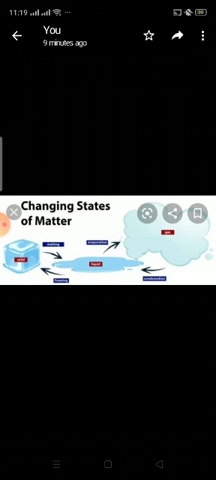 11:19
You
9 minutes ago
Changing States
of Matter
gas
evaporation
melting
solid
liquid
freezing
condensation